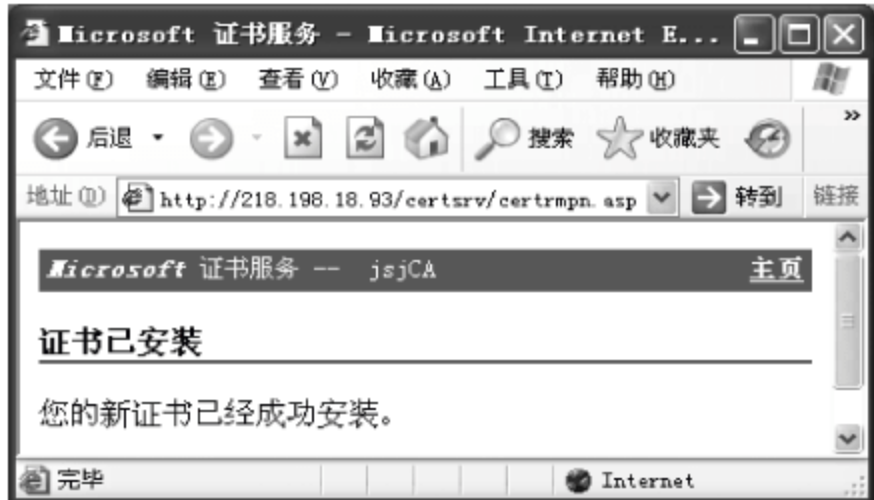 Microsoft 证书服务 - Microsoft Internet E...
文件(F) 编辑(E) 查看(V) 收藏(A) 工具(T) 帮助(H)
后退 搜索 收藏夹 »
地址(D) http://218.198.18.93/certsrv/certrmpn.asp 转到 链接
Microsoft 证书服务 -- jsjCA 主页
证书已安装
您的新证书已经成功安装。
完毕 Internet